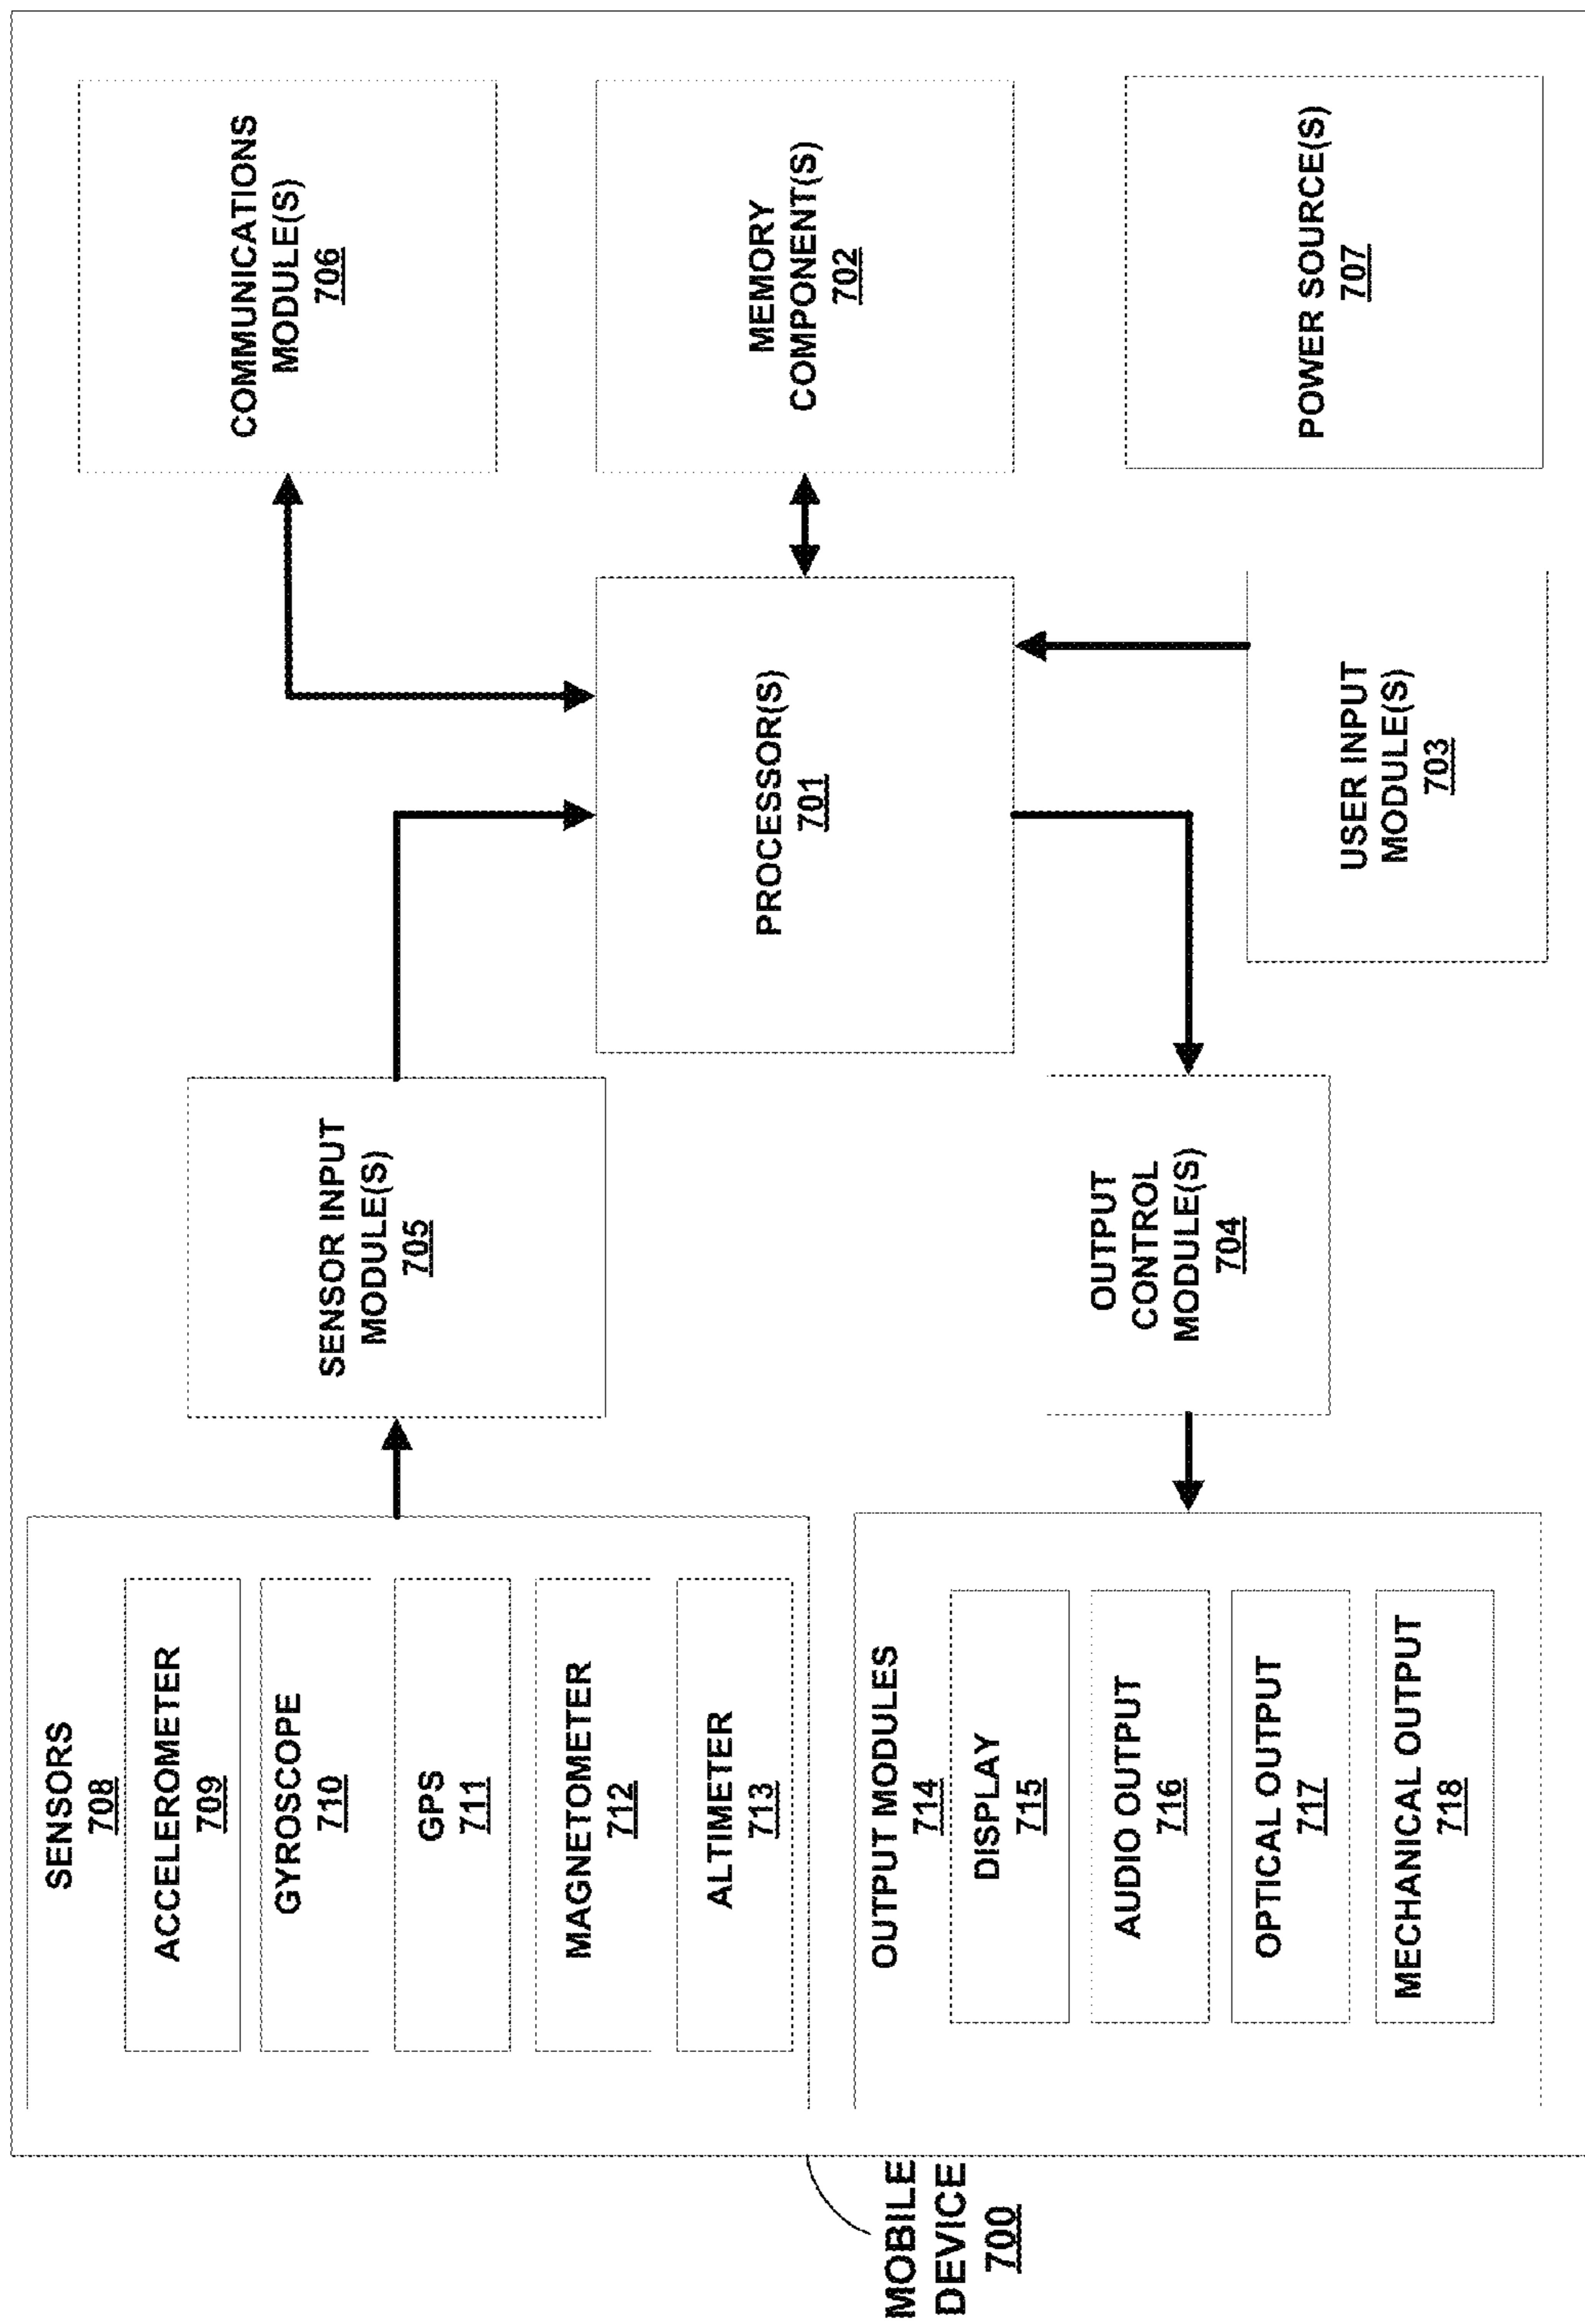 SENSORS
708
ACCELEROMETER
709
GYROSCOPE
710
GPS
711
MAGNETOMETER
712
ALTIMETER
713
SENSOR INPUT
MODULE(S)
705
COMMUNICATIONS
MODULE(S)
706
PROCESSOR(S)
701
MEMORY
COMPONENT(S)
702
OUTPUT MODULES
714
DISPLAY
715
AUDIO OUTPUT
716
OPTICAL OUTPUT
717
MECHANICAL OUTPUT
718
OUTPUT
CONTROL
MODULE(S)
704
USER INPUT
MODULE(S)
703
POWER SOURCE(S)
707
MOBILE
DEVICE
700